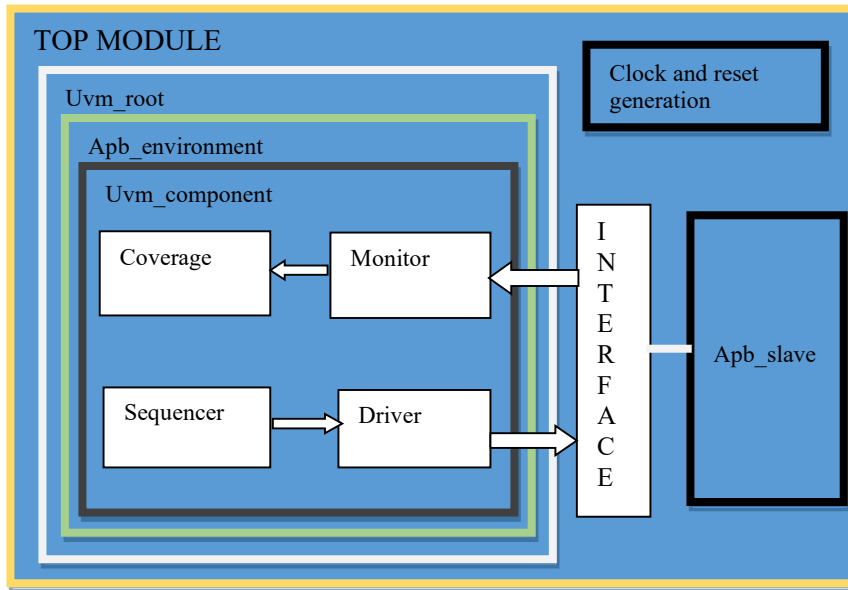 TOP MODULE
Clock and reset
generation
Uvm_root
Apb_environment
Uvm_component
Coverage
Monitor
Sequencer
Driver
I
N
T
E
R
F
A
C
E
Apb_slave